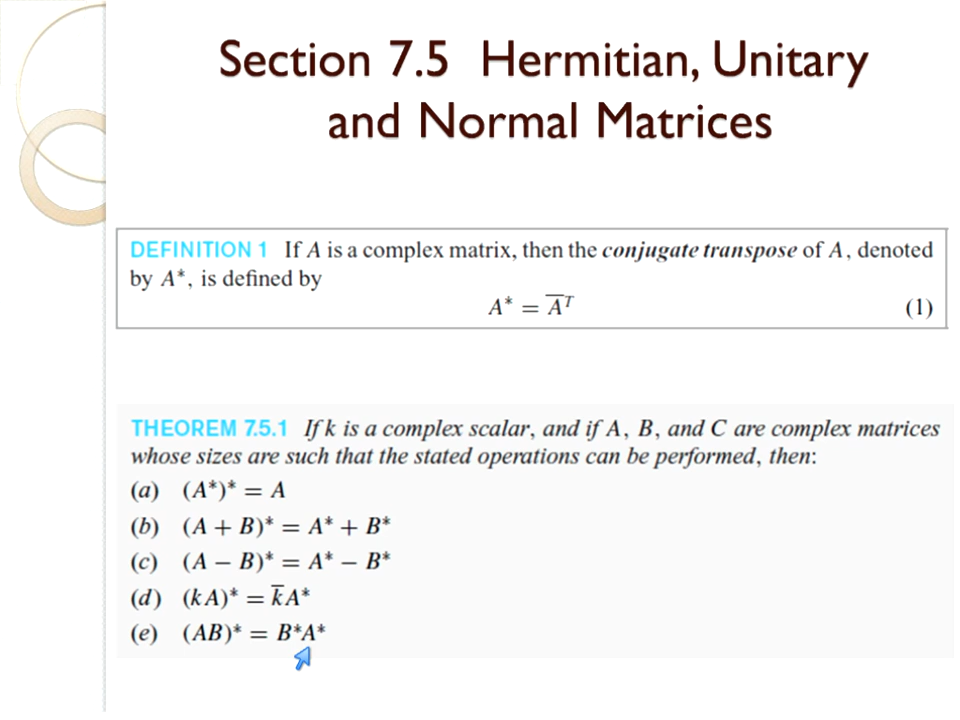 Section 7.5 Hermitian, Unitary
and Normal Matrices
DEFINITION 1 If A is a complex matrix, then the conjugate transpose of A, denoted
by A*, is defined by
A* = A̅ᵀ (1)
THEOREM 7.5.1 If k is a complex scalar, and if A, B, and C are complex matrices
whose sizes are such that the stated operations can be performed, then:
(a) (A*)* = A
(b) (A + B)* = A* + B*
(c) (A − B)* = A* − B*
(d) (kA)* = k̅A*
(e) (AB)* = B*A*